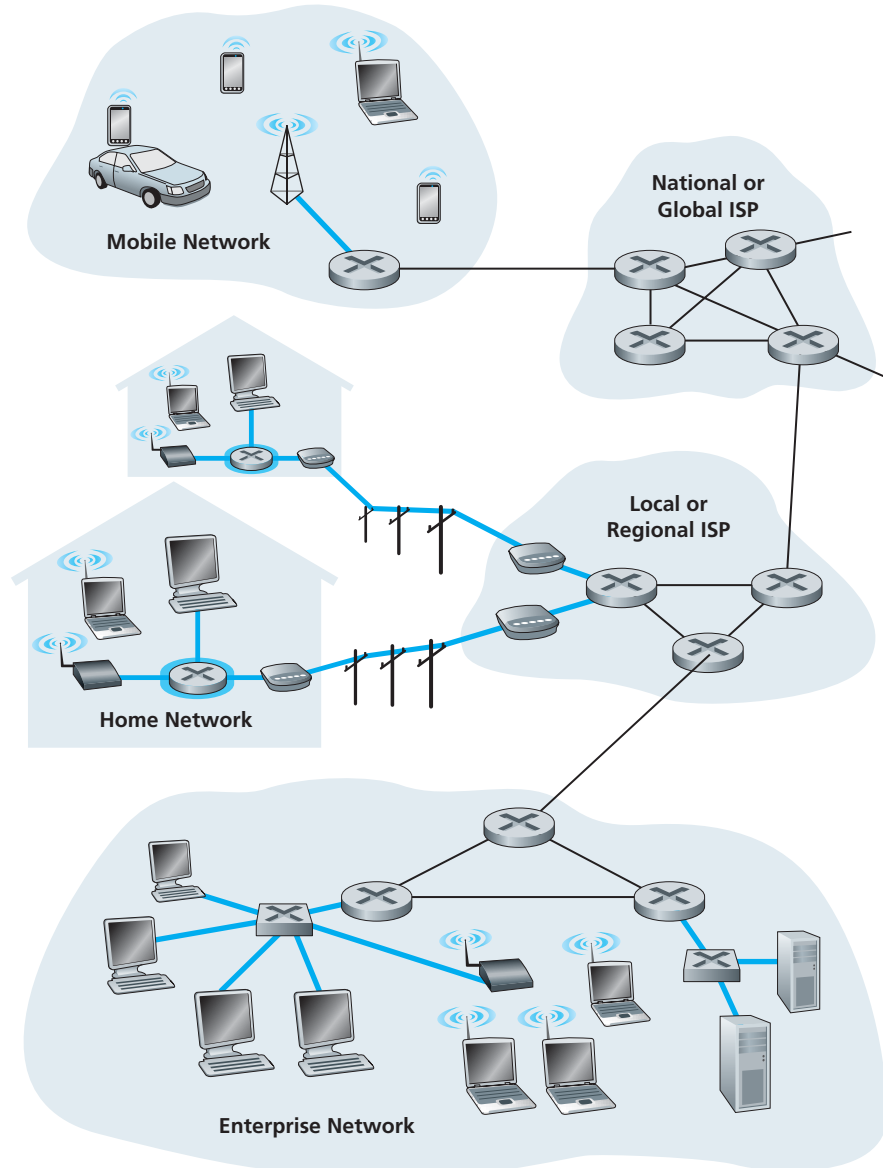 National or
Global ISP
Mobile Network
Local or
Regional ISP
Home Network
Enterprise Network